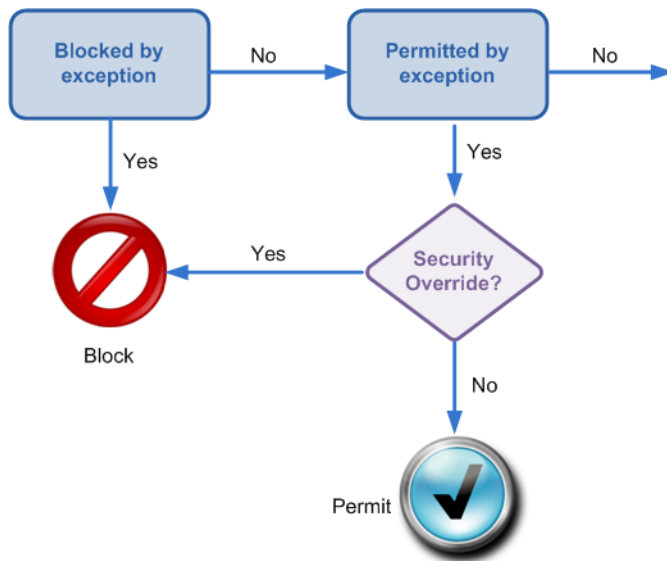 Blocked by
exception
No
Permitted by
exception
No
Yes
Yes
Yes
Security
Override?
Block
No
Permit